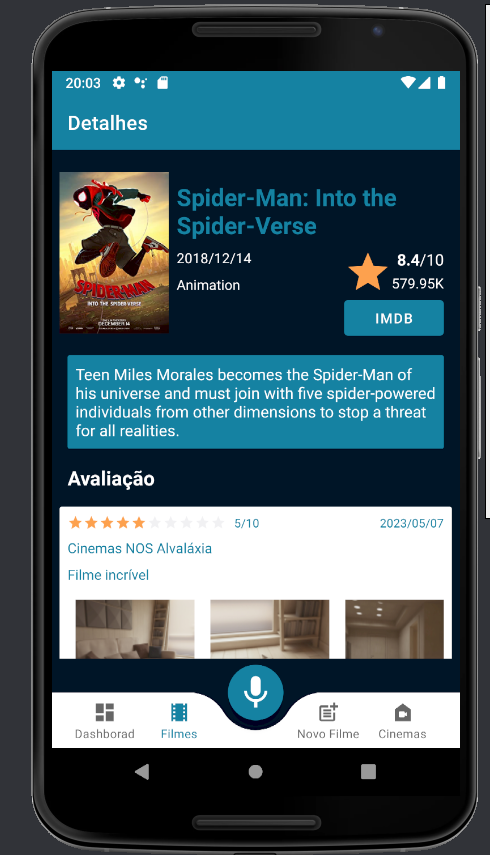 20:03
Detalhes
Spider-Man: Into the
Spider-Verse
2018/12/14
Animation
8.4/10
579.95K
IMDB
SPIDER-MAN
INTO THE SPIDER-VERSE
DECEMBER 14
Teen Miles Morales becomes the Spider-Man of
his universe and must join with five spider-powered
individuals from other dimensions to stop a threat
for all realities.
Avaliação
5/10
2023/05/07
Cinemas NOS Alvaláxia
Filme incrível
Dashborad
Filmes
Novo Filme
Cinemas